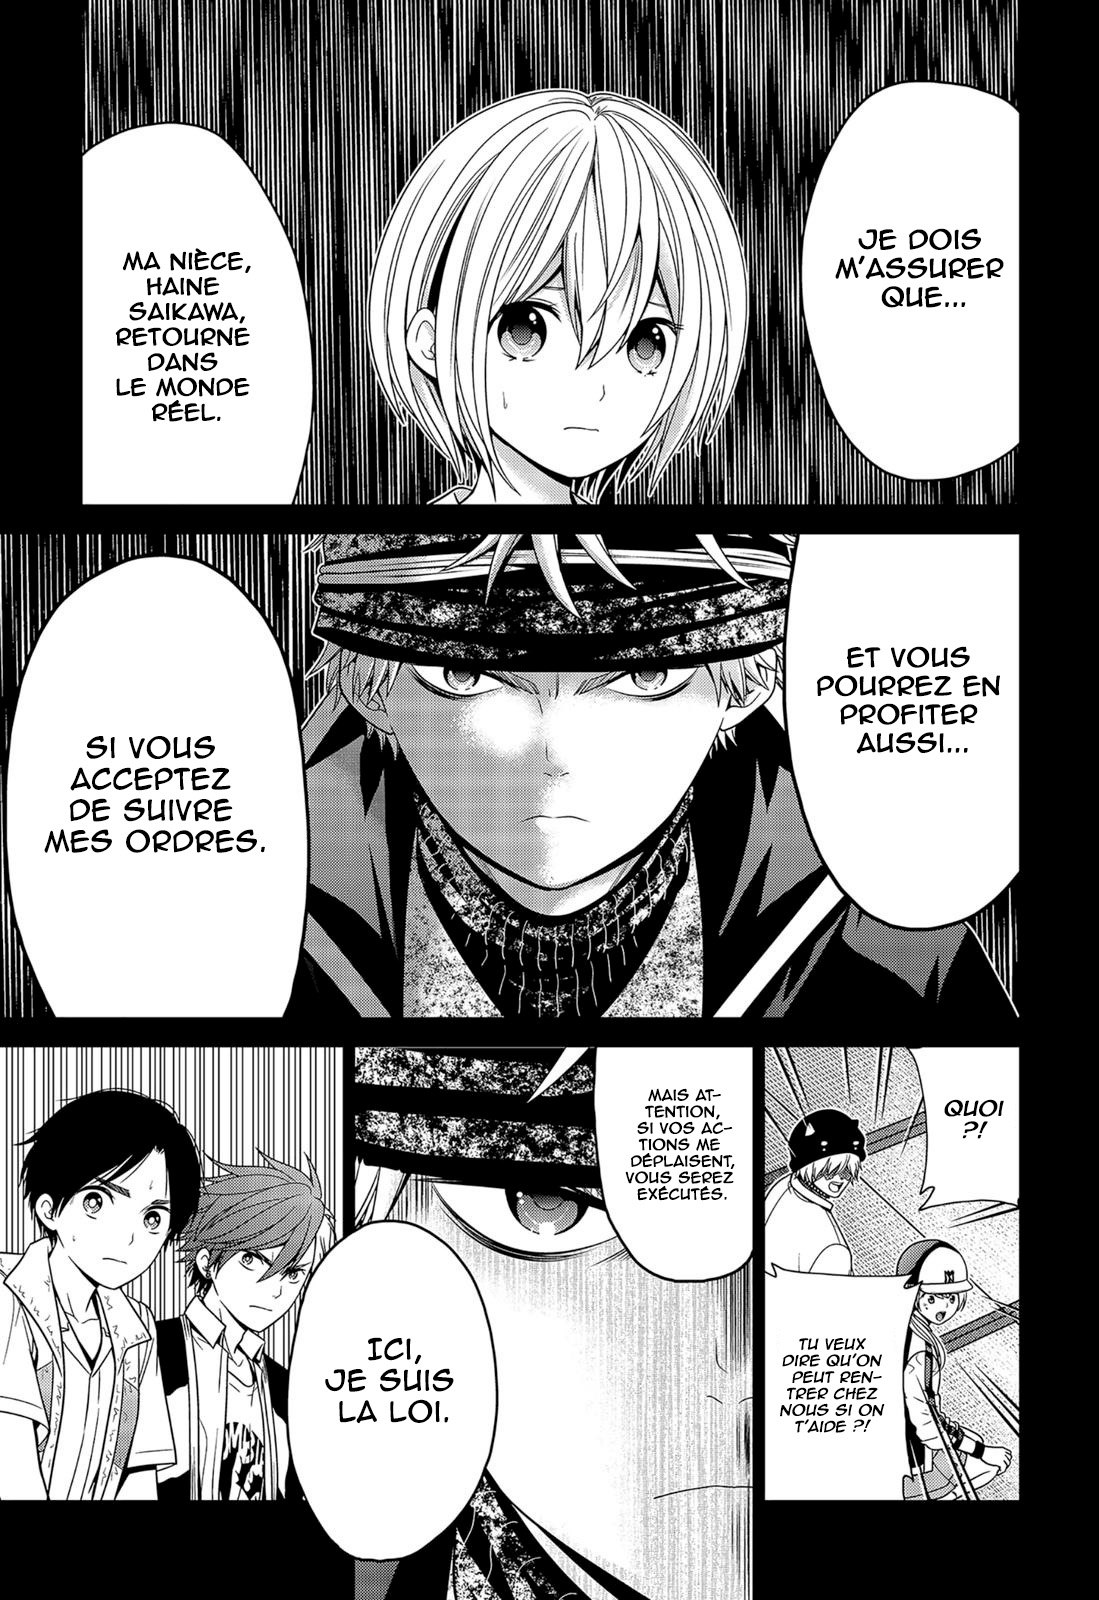 JE DOIS
M'ASSURER
QUE...
MA NIÈCE,
HAINE
SAIKAWA,
RETOURNE
DANS
LE MONDE
RÉEL.
ET VOUS
POURREZ EN
PROFITER
AUSSI...
SI VOUS
ACCEPTEZ
DE SUIVRE
MES ORDRES.
QUOI
?!
TU VEUX
DIRE QU'ON
PEUT REN-
TRER CHEZ
NOUS SI ON
T'AIDE ?!
MAIS AT-
TENTION,
SI VOS AC-
TIONS ME
DÉPLAISENT,
VOUS SEREZ
EXÉCUTÉS.
ICI,
JE SUIS
LA LOI.